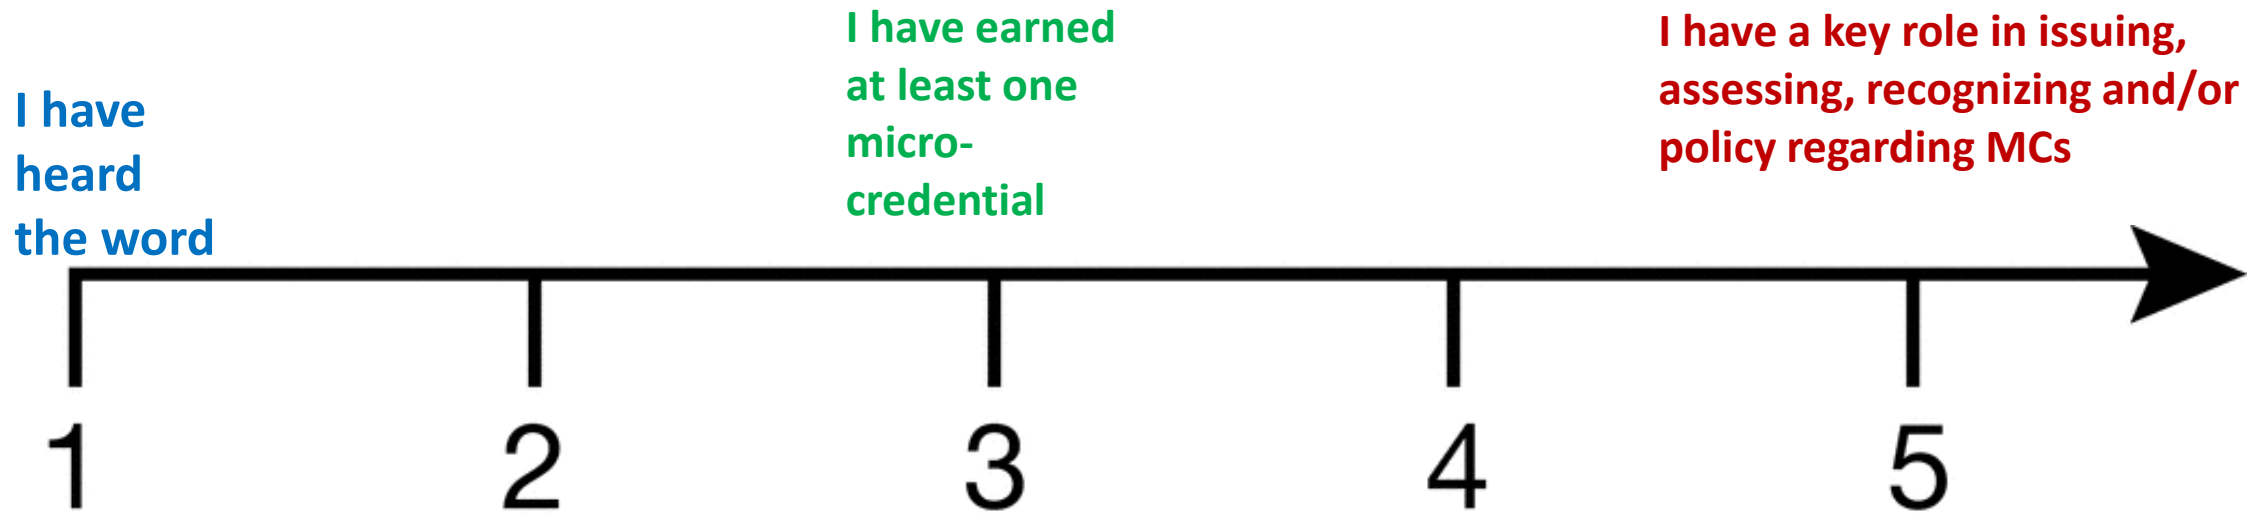 I have
heard
the word
I have earned
at least one
micro-
credential
I have a key role in issuing,
assessing, recognizing and/or
policy regarding MCs
1 2 3 4 5